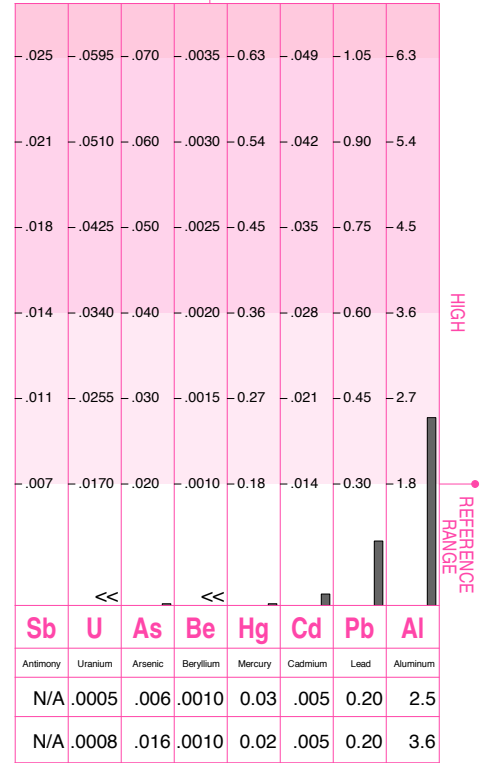 .025 .0595 .070 .0035 0.63 .049 1.05 6.3
.021 .0510 .060 .0030 0.54 .042 0.90 5.4
.018 .0425 .050 .0025 0.45 .035 0.75 4.5
.014 .0340 .040 .0020 0.36 .028 0.60 3.6
HIGH
.011 .0255 .030 .0015 0.27 .021 0.45 2.7
.007 .0170 .020 .0010 0.18 .014 0.30 1.8
REFERENCE
RANGE
<< <<
Sb U As Be Hg Cd Pb Al
Antimony Uranium Arsenic Beryllium Mercury Cadmium Lead Aluminum
N/A .0005 .006 .0010 0.03 .005 0.20 2.5
N/A .0008 .016 .0010 0.02 .005 0.20 3.6